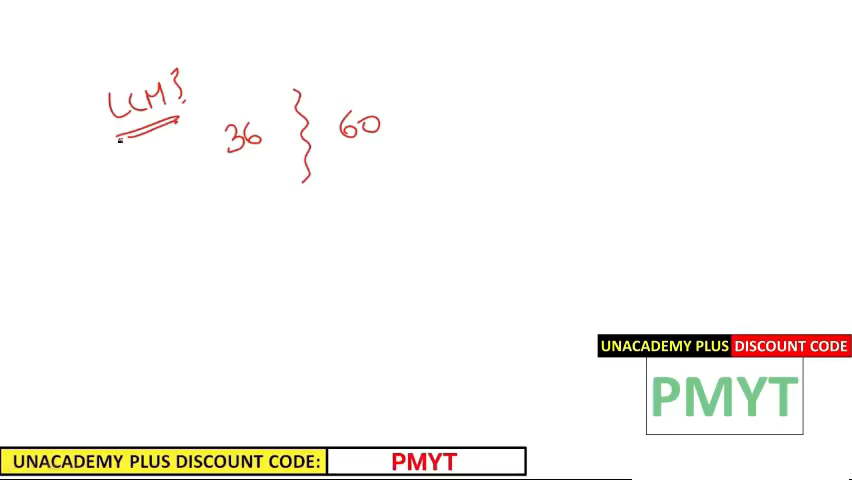 LCM?
36 } 60
UNACADEMY PLUS DISCOUNT CODE
PMYT
UNACADEMY PLUS DISCOUNT CODE: PMYT